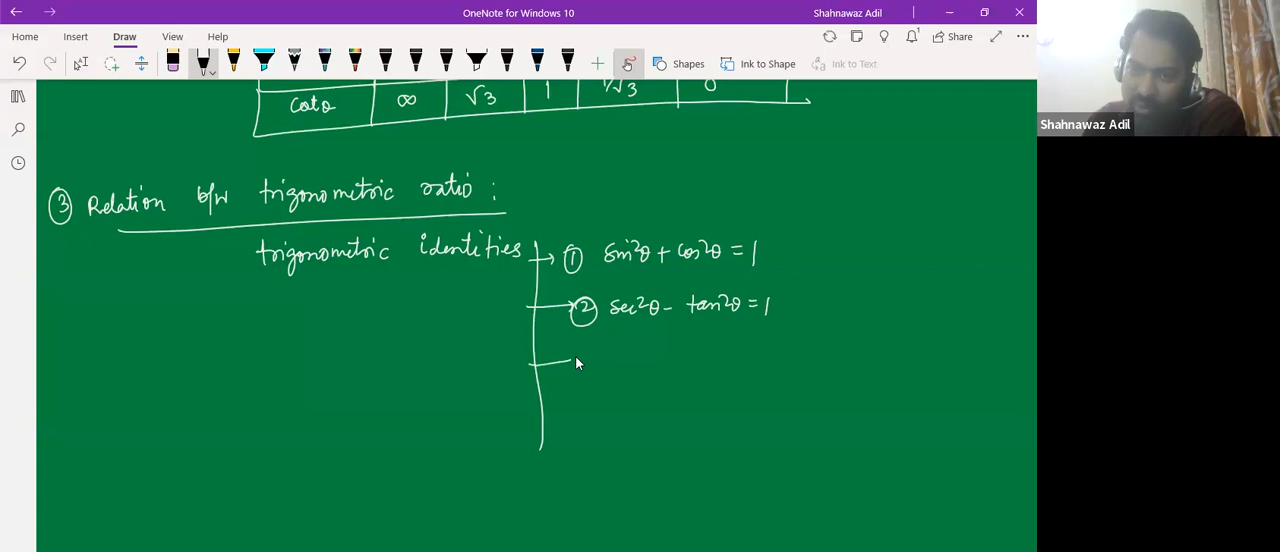 OneNote for Windows 10
Shahnawaz Adil
Home Insert Draw View Help
Share
Shapes Ink to Shape Ink to Text
Shahnawaz Adil
cotθ ∞ √3 1 1/√3 0
③ Relation b/w trigonometric ratio :
trigonometric identities
① sin²θ + cos²θ = 1
② sec²θ - tan²θ = 1